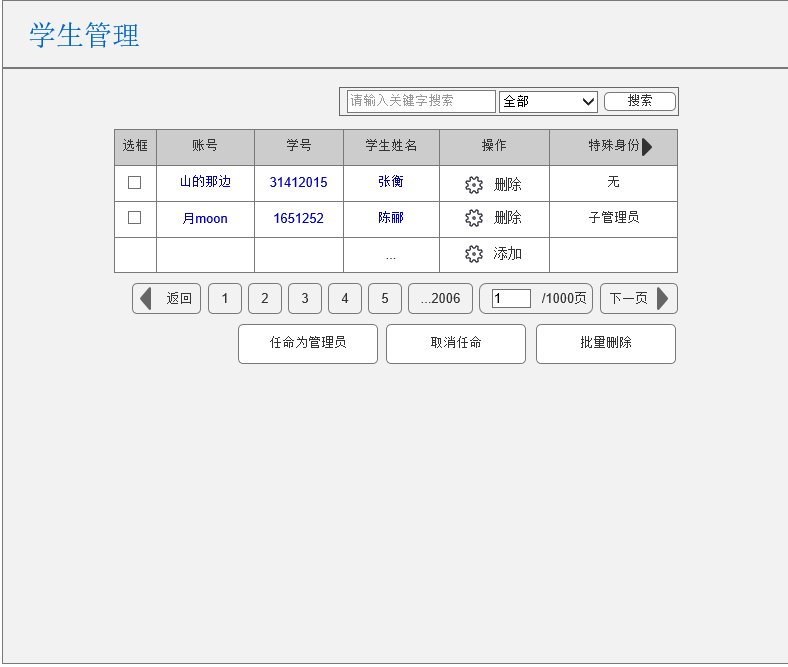 学生管理
请输入关键字搜索 全部 搜索
选框 账号 学号 学生姓名 操作 特殊身份
山的那边 31412015 张衡 删除 无
月moon 1651252 陈郦 删除 子管理员
... 添加
返回 1 2 3 4 5 ...2006 1 /1000页 下一页
任命为管理员 取消任命 批量删除